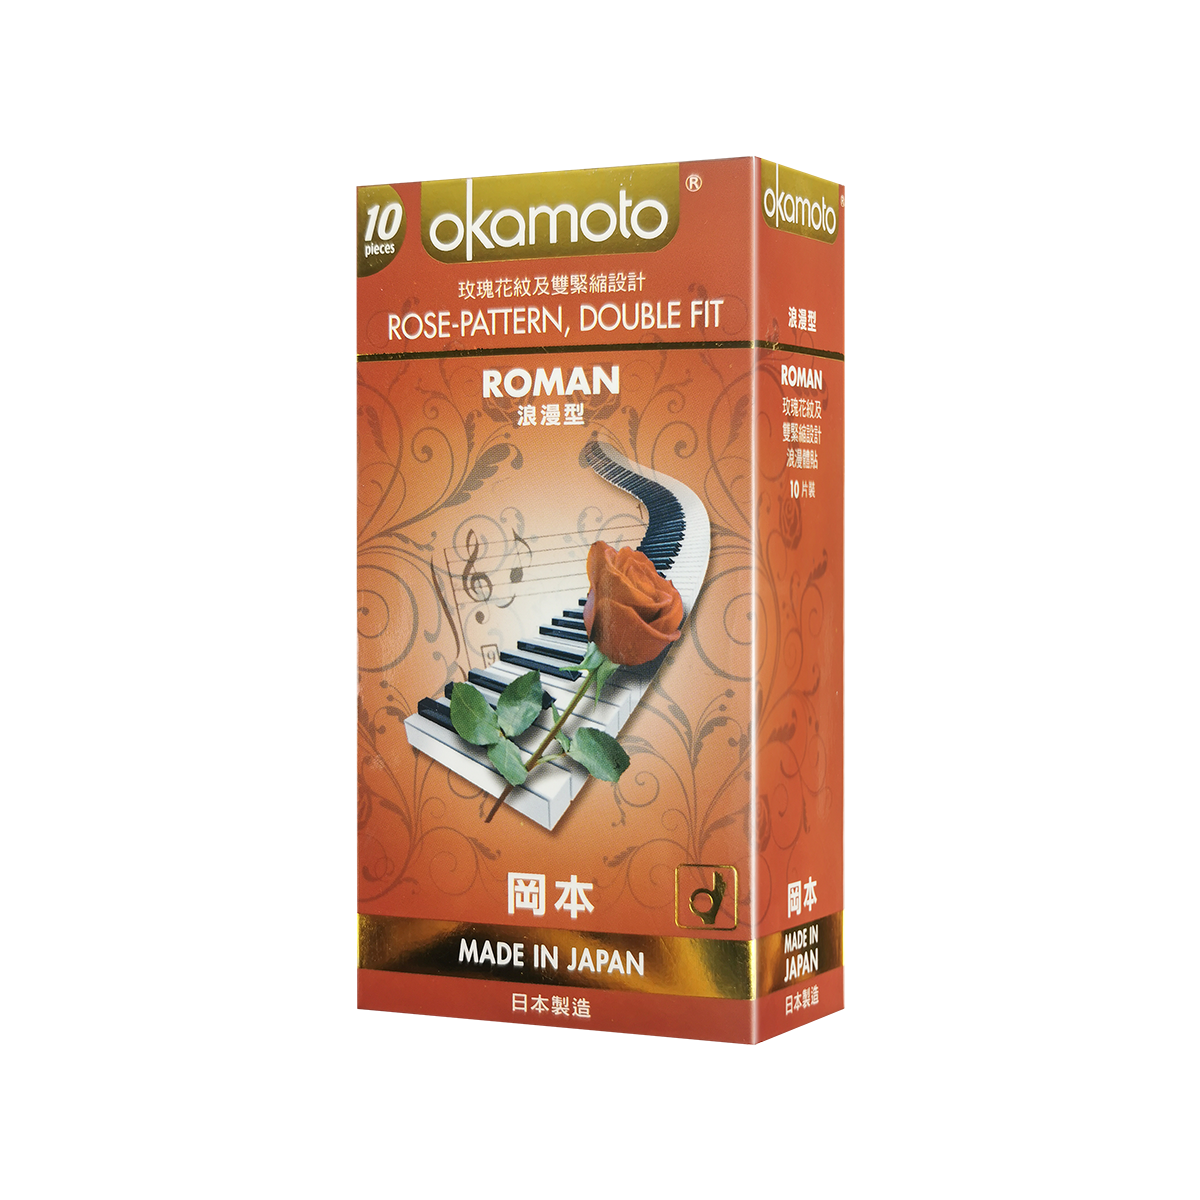 10
pieces
okamoto®
玫瑰花紋及雙緊縮設計
ROSE-PATTERN, DOUBLE FIT
ROMAN
浪漫型
9
岡本
MADE IN JAPAN
日本製造
okamoto®
浪漫型
ROMAN
玫瑰花紋及
雙緊縮設計
浪漫體貼
10片裝
岡本
MADE IN
JAPAN
日本製造